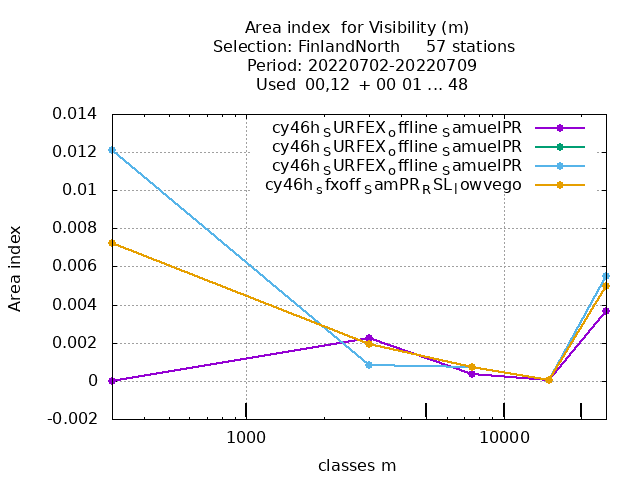 Area index  for Visibility (m)
Selection: FinlandNorth     57 stations
Period: 20220702-20220709
Used  00,12  + 00 01 ... 48
cy46h_SURFEX_offline_SamuelPR
cy46h_SURFEX_offline_SamuelPR
cy46h_SURFEX_offline_SamuelPR
cy46h_sfxoff_SamPR_RSL_lowvego
0.014
0.012
0.01
0.008
0.006
0.004
0.002
0
-0.002
Area index
1000
10000
classes m